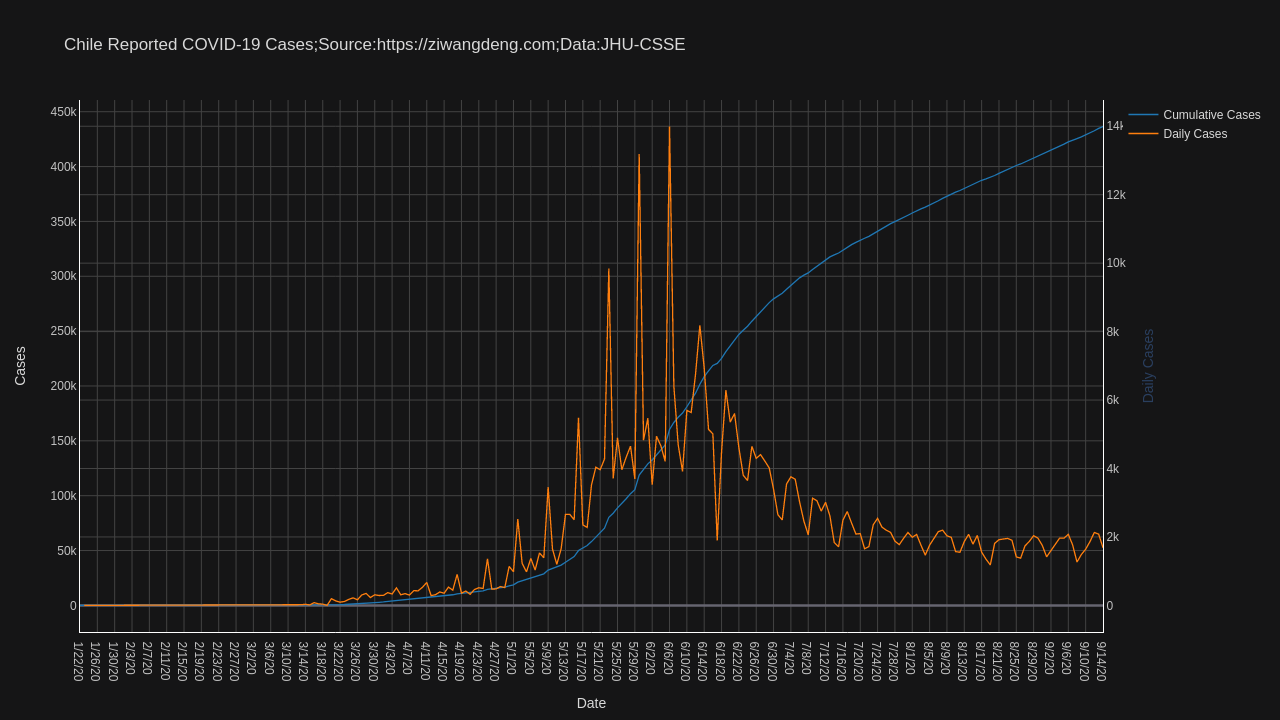 Chile Reported COVID-19 Cases;Source:https://ziwangdeng.com;Data:JHU-CSSE
Cumulative Cases
Daily Cases
450k
400k
350k
300k
250k
200k
150k
100k
50k
0
Cases
14k
12k
10k
8k
6k
4k
2k
0
Daily Cases
1/22/20
1/26/20
1/30/20
2/3/20
2/7/20
2/11/20
2/15/20
2/19/20
2/23/20
2/27/20
3/2/20
3/6/20
3/10/20
3/14/20
3/18/20
3/22/20
3/26/20
3/30/20
4/3/20
4/7/20
4/11/20
4/15/20
4/19/20
4/23/20
4/27/20
5/1/20
5/5/20
5/9/20
5/13/20
5/17/20
5/21/20
5/25/20
5/29/20
6/2/20
6/6/20
6/10/20
6/14/20
6/18/20
6/22/20
6/26/20
6/30/20
7/4/20
7/8/20
7/12/20
7/16/20
7/20/20
7/24/20
7/28/20
8/1/20
8/5/20
8/9/20
8/13/20
8/17/20
8/21/20
8/25/20
8/29/20
9/2/20
9/6/20
9/10/20
9/14/20
Date